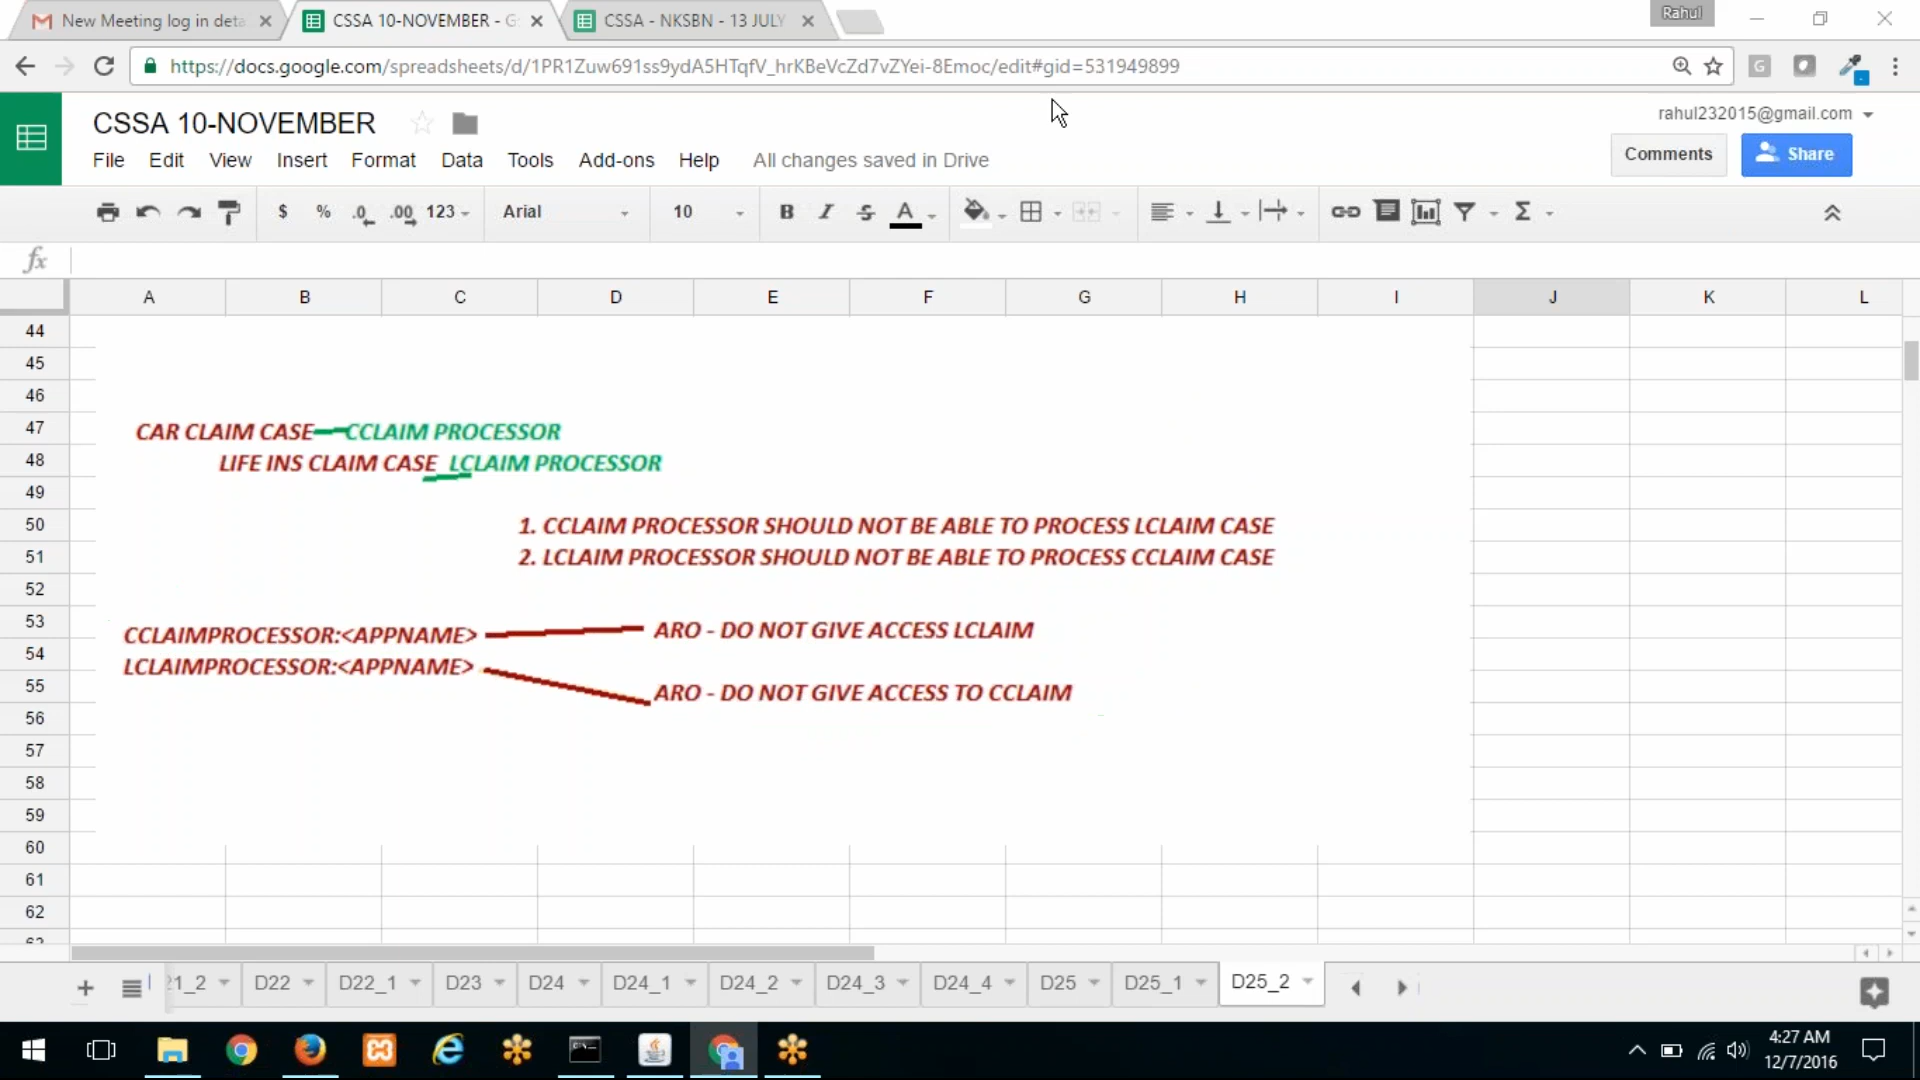 New Meeting log in deta
CSSA 10-NOVEMBER - G
CSSA - NKSBN - 13 JULY
Rahul
https://docs.google.com/spreadsheets/d/1PR1Zuw691ss9ydA5HTqfV_hrKBeVcZd7vZYei-8Emoc/edit#gid=531949899
CSSA 10-NOVEMBER
rahul232015@gmail.com
File Edit View Insert Format Data Tools Add-ons Help All changes saved in Drive
Comments
Share
$ % .0 .00 123 Arial 10 B I S A Σ
fx
A B C D E F G H I J K L
44
45
46
47
48
49
50
51
52
53
54
55
56
57
58
59
60
61
62
CAR CLAIM CASE CCLAIM PROCESSOR
LIFE INS CLAIM CASE LCLAIM PROCESSOR
1. CCLAIM PROCESSOR SHOULD NOT BE ABLE TO PROCESS LCLAIM CASE
2. LCLAIM PROCESSOR SHOULD NOT BE ABLE TO PROCESS CCLAIM CASE
CCLAIMPROCESSOR:<APPNAME> ARO - DO NOT GIVE ACCESS LCLAIM
LCLAIMPROCESSOR:<APPNAME>
ARO - DO NOT GIVE ACCESS TO CCLAIM
21_2 D22 D22_1 D23 D24 D24_1 D24_2 D24_3 D24_4 D25 D25_1 D25_2
4:27 AM
12/7/2016